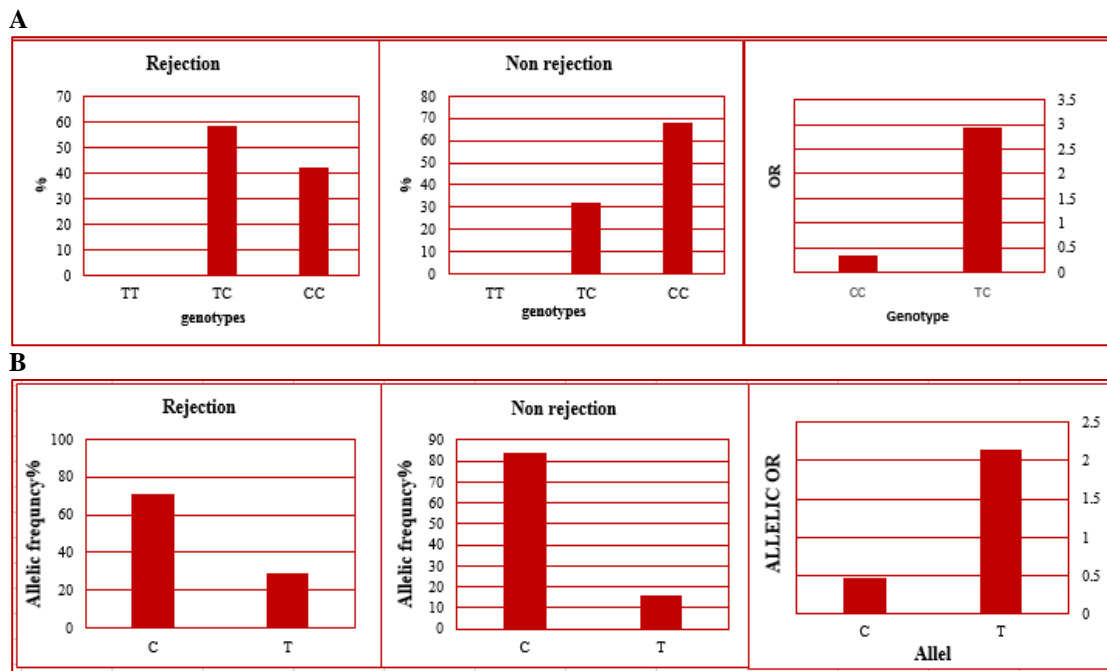 A
Rejection
70
60
50
40
30
20
10
0
%
TT TC CC
genotypes
Non rejection
80
70
60
50
40
30
20
10
0
%
TT TC CC
genotypes
OR
3.5
3
2.5
2
1.5
1
0.5
0
CC TC
Genotype
B
Rejection
100
80
60
40
20
0
Allelic frequncy%
C T
Non rejection
90
80
70
60
50
40
30
20
10
0
Allelic frequncy%
C T
ALLELIC OR
2.5
2
1.5
1
0.5
0
C T
Allel